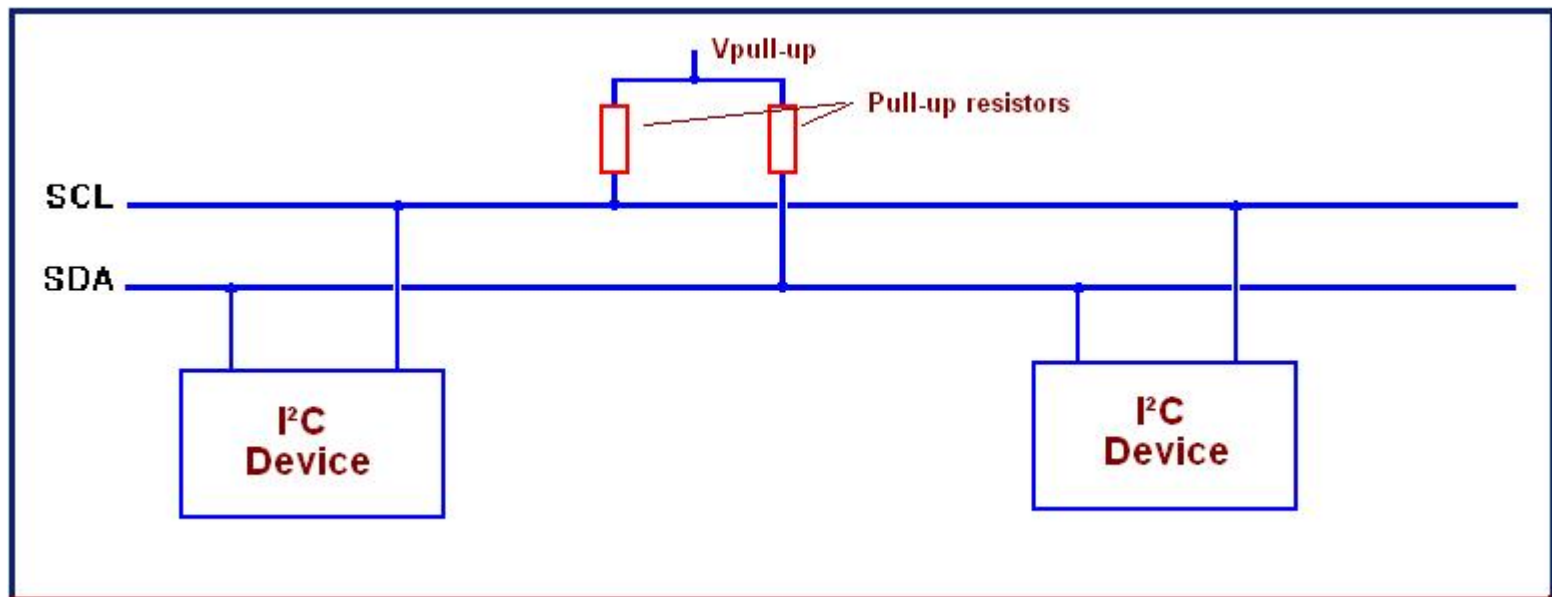 Vpull-up
Pull-up resistors
SCL
SDA
I²C
Device
I²C
Device